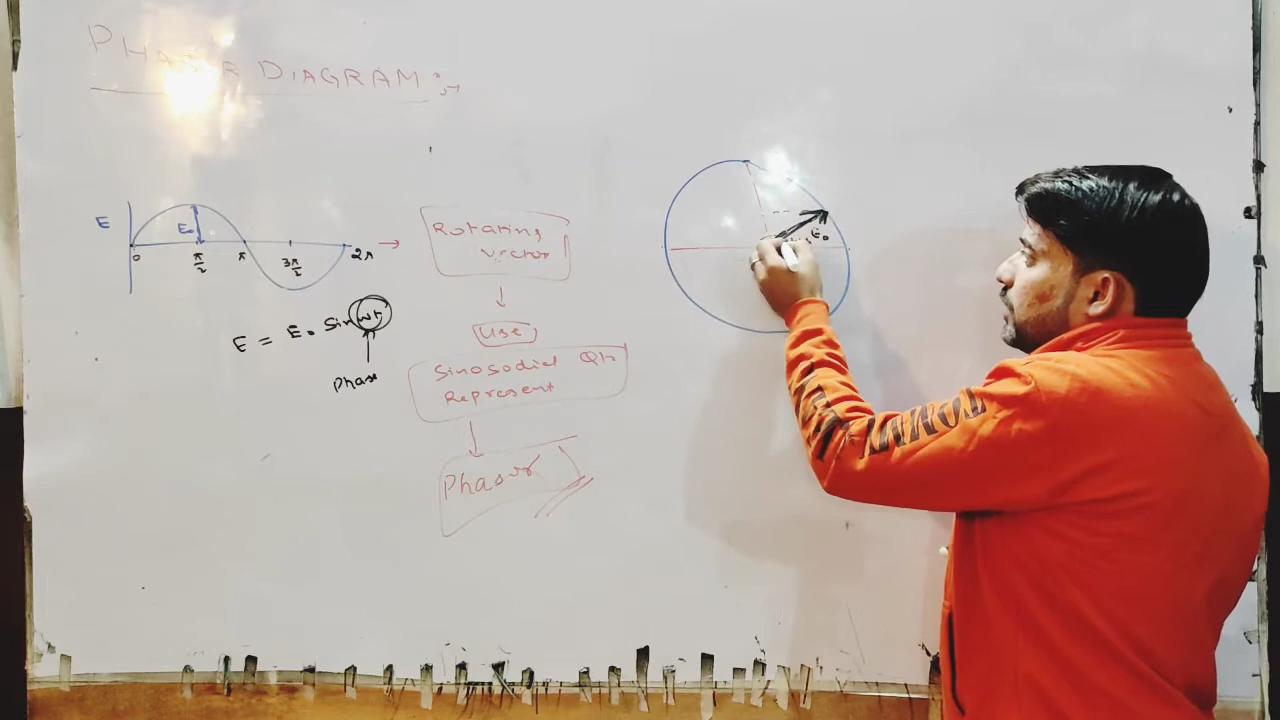 PHASOR DIAGRAM :-
E
E₀
0
π/2
π
3π/2
2π
E = E₀ sin ωt
Phase
Rotating
vector
Use
Sinosodial Qty
Represent
Phasor
E₀